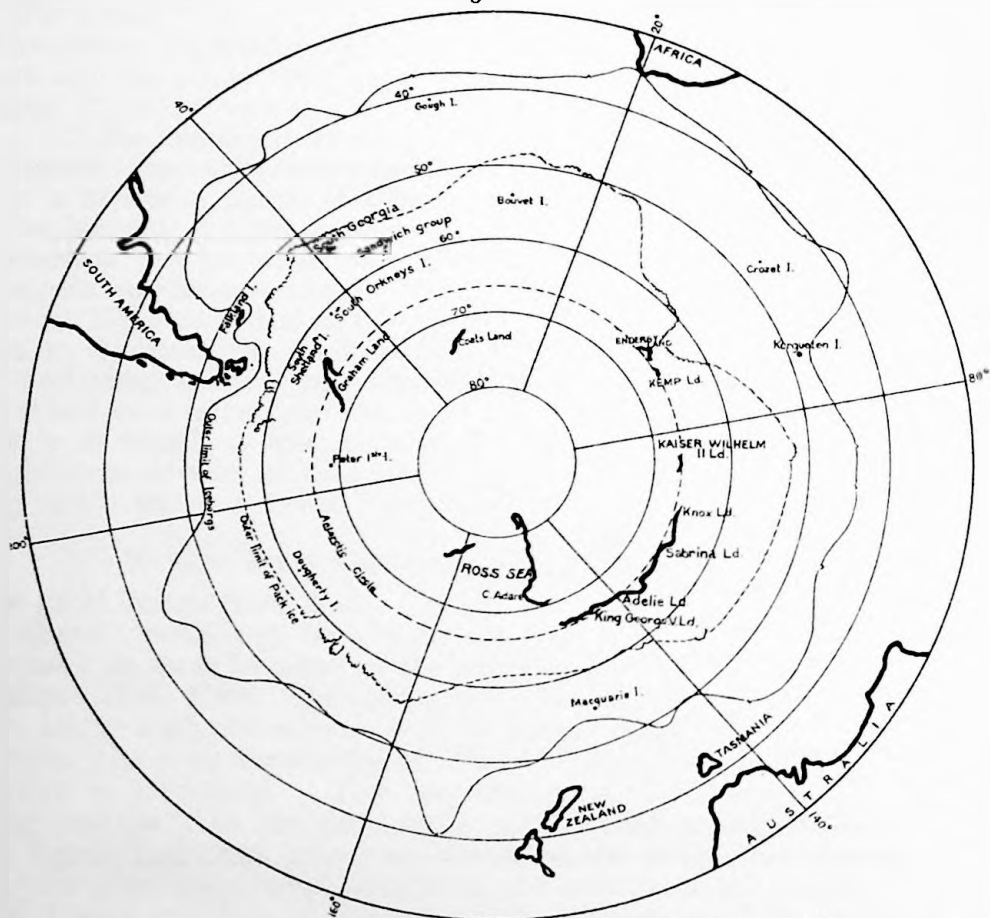 20°
AFRICA
40°
40°
Gough I.
50°
Bouvet I.
South Georgia
Sandwich group
60°
Crozet I.
SOUTH AMERICA
Falkland I.
South Orkneys I.
70°
Coats Land
ENDERBY
Kerguelen I.
South
Shetland I.
Graham Land
KEMP Ld.
80°
80°
KAISER WILHELM
II Ld.
Peter 1st I.
Outer limit of Icebergs
Knox Ld.
Sabrina Ld.
Antarctic Circle
Outer limit of Pack Ice
Dougherty I.
ROSS SEA
C. Adare
Adelie Ld
King George V Ld.
Macquarie I.
TASMANIA
AUSTRALIA
NEW
ZEALAND
140°
160°